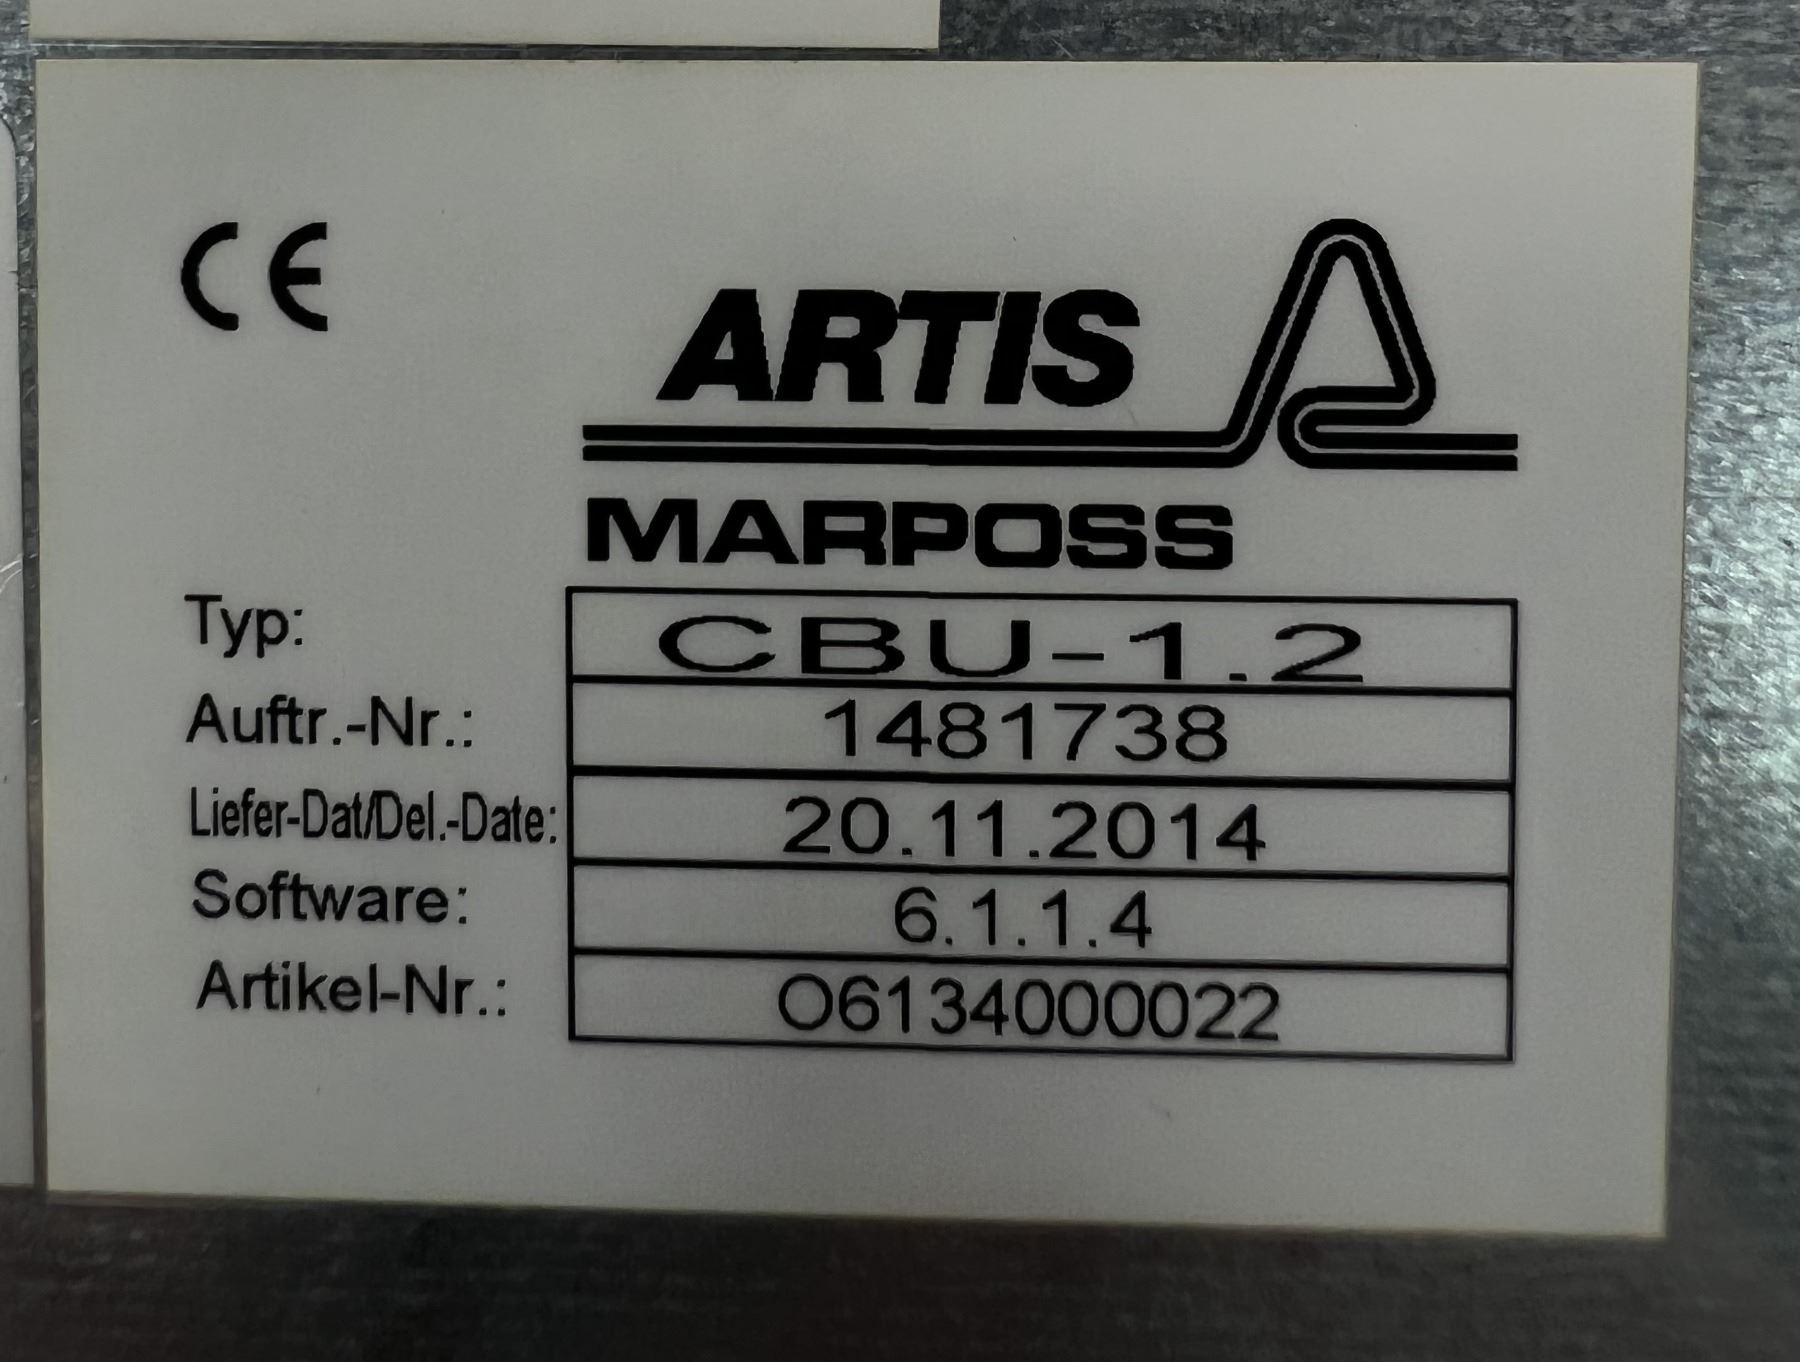 CE
ARTIS
MARPOSS
Typ: CBU-1.2
Auftr.-Nr.: 1481738
Liefer-Dat/Del.-Date: 20.11.2014
Software: 6.1.1.4
Artikel-Nr.: O6134000022